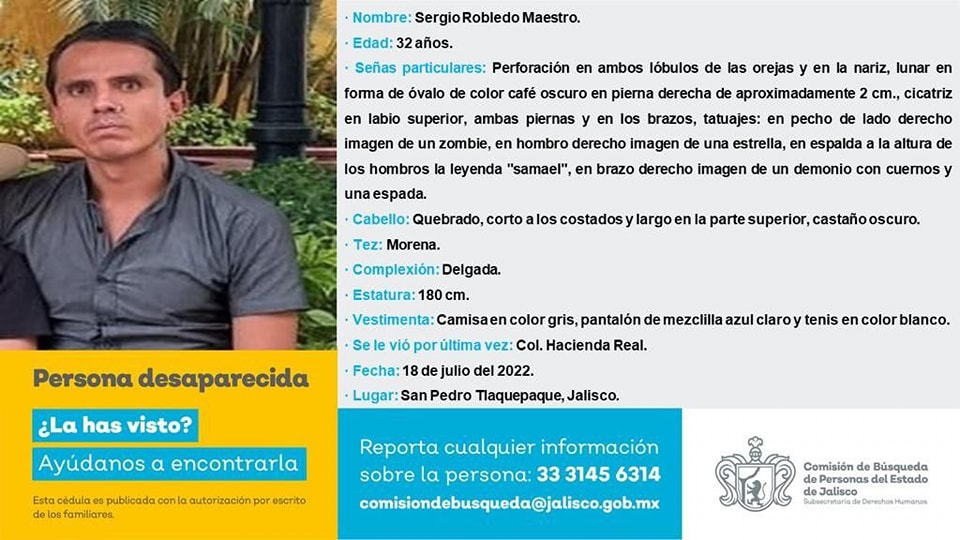 · Nombre: Sergio Robledo Maestro.
· Edad: 32 años.
· Señas particulares: Perforación en ambos lóbulos de las orejas y en la nariz, lunar en
forma de óvalo de color café oscuro en pierna derecha de aproximadamente 2 cm., cicatriz
en labio superior, ambas piernas y en los brazos, tatuajes: en pecho de lado derecho
imagen de un zombie, en hombro derecho imagen de una estrella, en espalda a la altura de
los hombros la leyenda "samael", en brazo derecho imagen de un demonio con cuernos y
una espada.
· Cabello: Quebrado, corto a los costados y largo en la parte superior, castaño oscuro.
· Tez: Morena.
· Complexión: Delgada.
· Estatura: 180 cm.
· Vestimenta: Camisa en color gris, pantalón de mezclilla azul claro y tenis en color blanco.
· Se le vió por última vez: Col. Hacienda Real.
· Fecha: 18 de julio del 2022.
· Lugar: San Pedro Tlaquepaque, Jalisco.
Persona desaparecida
¿La has visto?
Ayúdanos a encontrarla
Esta cédula es publicada con la autorización por escrito
de los familiares.
Reporta cualquier información
sobre la persona: 33 3145 6314
comisiondebusqueda@jalisco.gob.mx
Comisión de Búsqueda
de Personas del Estado
de Jalisco
Subsecretaría de Derechos Humanos